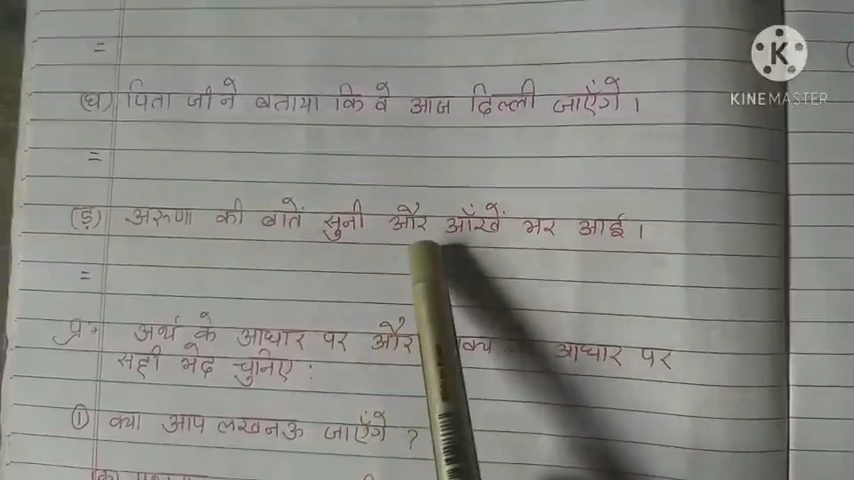 K
KINEMASTER
=
(घ) पिता जी ने बताया कि वे आज दिल्ली जाएँगे ।
=
(ड़) अरूणा की बातें सुनी और आँखें भर आई ।
=
प्रः अर्थ के आधार पर और आधार पर
सही भेद चुनिए :
① क्या आप लखनऊ जाएँगे ?